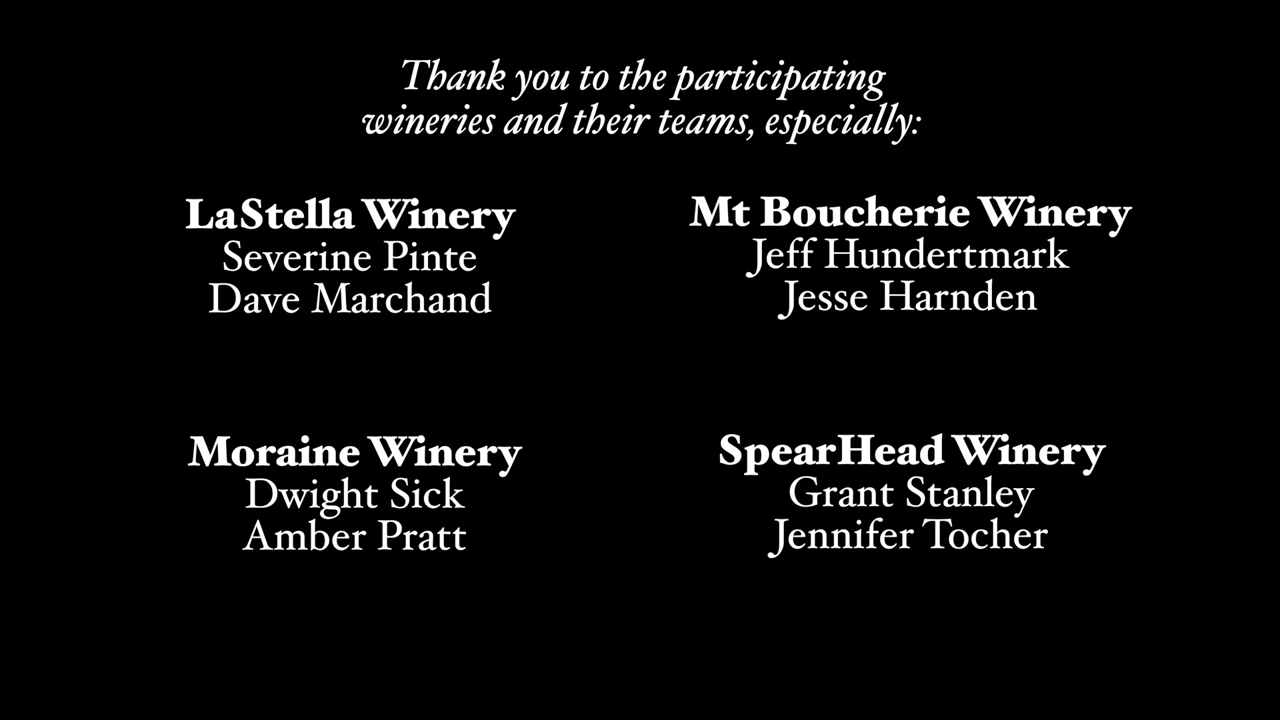 Thank you to the participating
wineries and their teams, especially:
LaStella Winery
Severine Pinte
Dave Marchand
Mt Boucherie Winery
Jeff Hundertmark
Jesse Harnden
Moraine Winery
Dwight Sick
Amber Pratt
SpearHead Winery
Grant Stanley
Jennifer Tocher